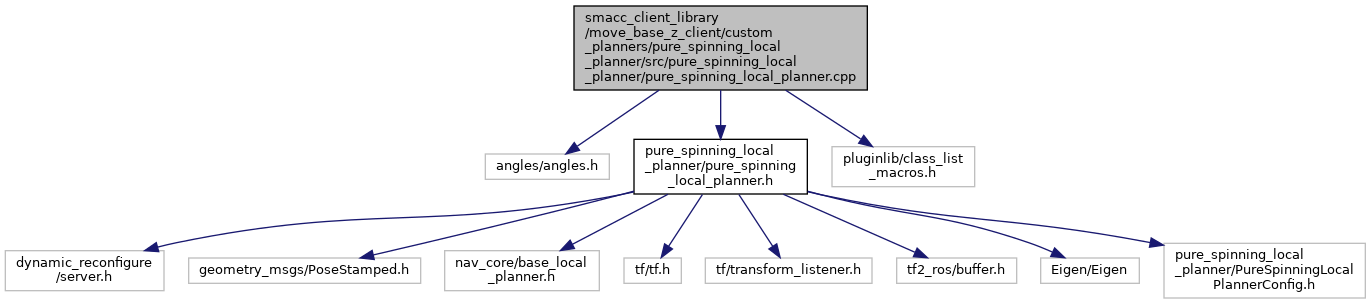 smacc_client_library
/move_base_z_client/custom
_planners/pure_spinning_local
_planner/src/pure_spinning_local
_planner/pure_spinning_local_planner.cpp
angles/angles.h
pure_spinning_local
_planner/pure_spinning
_local_planner.h
pluginlib/class_list
_macros.h
dynamic_reconfigure
/server.h
geometry_msgs/PoseStamped.h
nav_core/base_local
_planner.h
tf/tf.h
tf/transform_listener.h
tf2_ros/buffer.h
Eigen/Eigen
pure_spinning_local
_planner/PureSpinningLocal
PlannerConfig.h